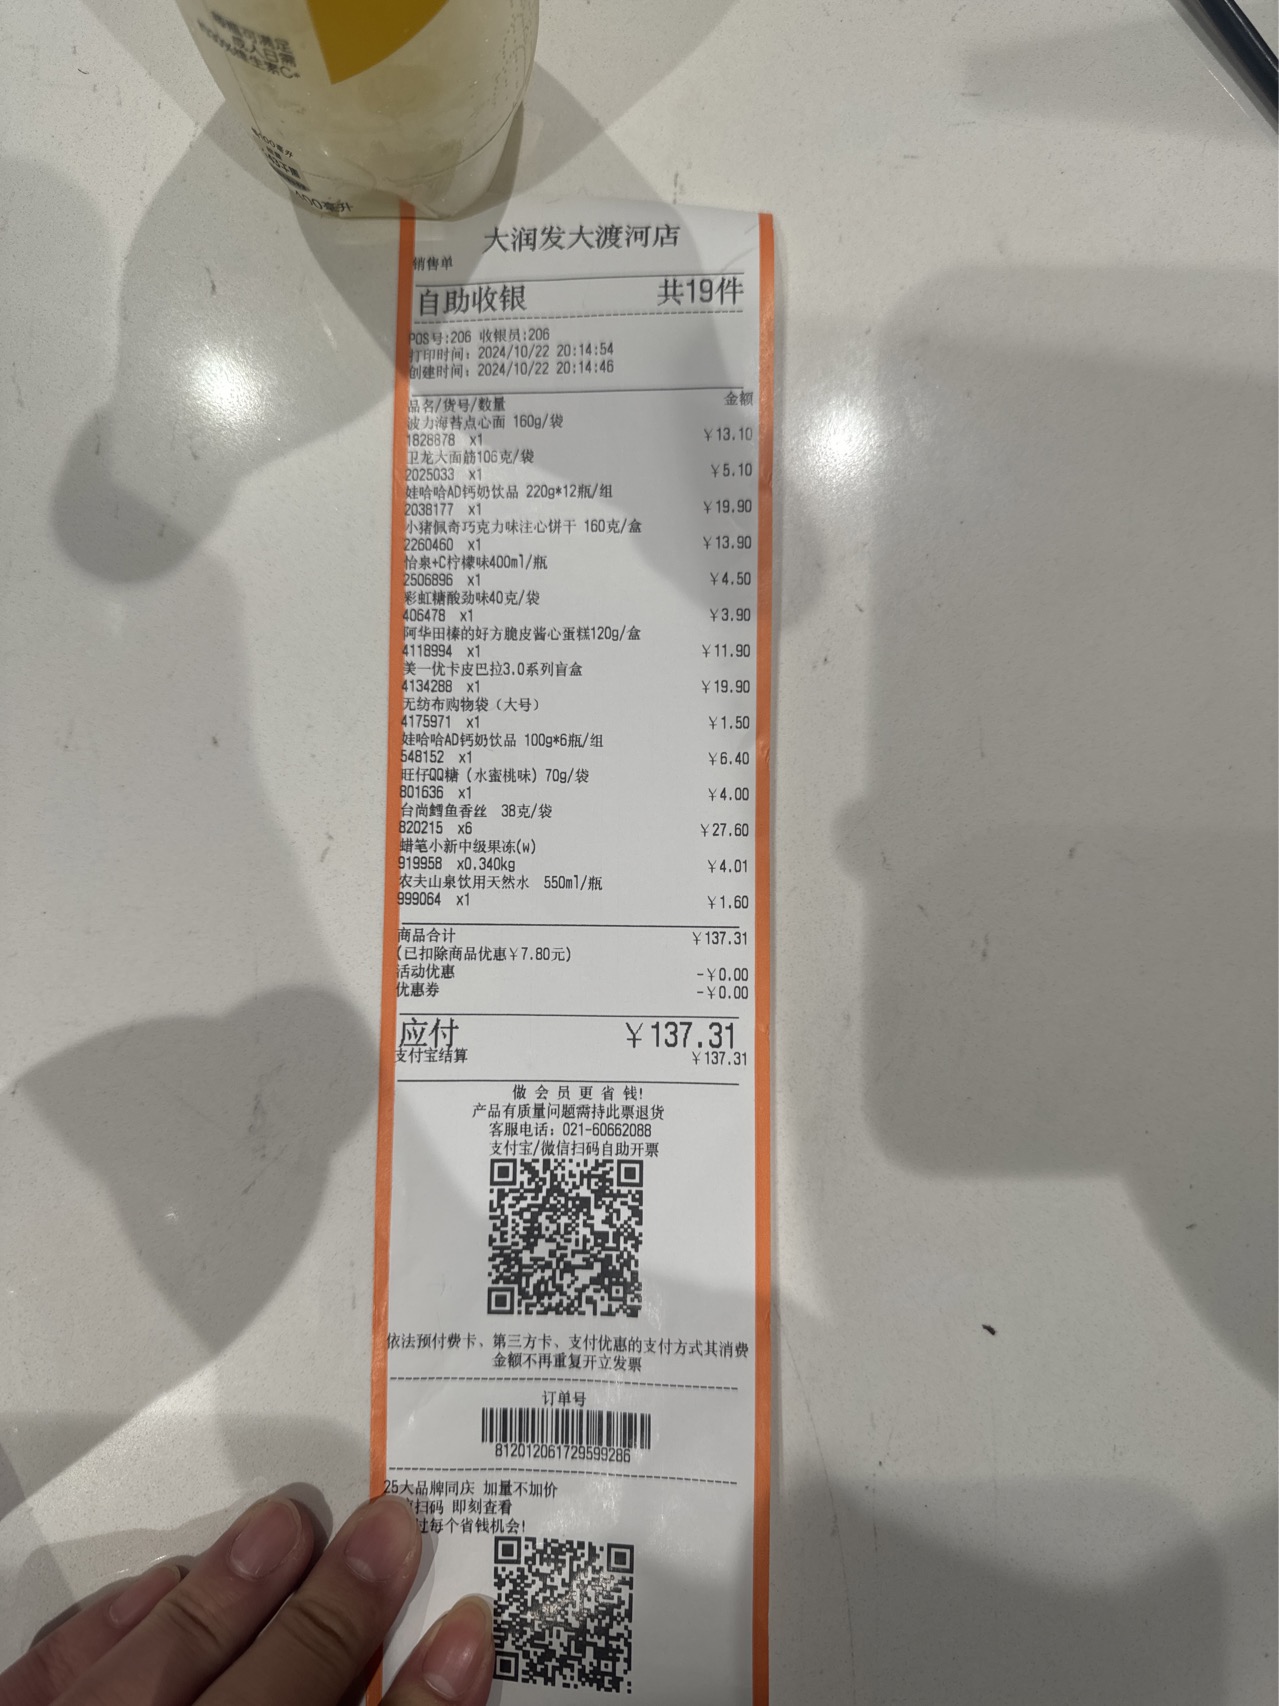 成人日需
维生素C
400毫升
大润发大渡河店
销售单
自助收银 共19件
POS号:206 收银员:206
打印时间: 2024/10/22 20:14:54
创建时间: 2024/10/22 20:14:46
品名/货号/数量 金额
波力海苔点心面 160g/袋
1828878 x1 ￥13.10
卫龙大面筋106克/袋
2025033 x1 ￥5.10
娃哈哈AD钙奶饮品 220g*12瓶/组
2038177 x1 ￥19.90
小猪佩奇巧克力味注心饼干 160克/盒
2260460 x1 ￥13.90
怡泉+C柠檬味400ml/瓶
2506896 x1 ￥4.50
彩虹糖酸劲味40克/袋
406478 x1 ￥3.90
阿华田榛的好方脆皮酱心蛋糕120g/盒
4118994 x1 ￥11.90
美一优卡皮巴拉3.0系列盲盒
4134288 x1 ￥19.90
无纺布购物袋（大号）
4175971 x1 ￥1.50
娃哈哈AD钙奶饮品 100g*6瓶/组
548152 x1 ￥6.40
旺仔QQ糖（水蜜桃味）70g/袋
801636 x1 ￥4.00
台尚鳕鱼香丝 38克/袋
820215 x6 ￥27.60
蜡笔小新中级果冻(w)
919958 x0.340kg ￥4.01
农夫山泉饮用天然水 550ml/瓶
999064 x1 ￥1.60
商品合计 ￥137.31
(已扣除商品优惠￥7.80元)
活动优惠 -￥0.00
优惠券 -￥0.00
应付 ￥137.31
支付宝结算 ￥137.31
做会员更省钱!
产品有质量问题需持此票退货
客服电话: 021-60662088
支付宝/微信扫码自助开票
依法预付费卡、第三方卡、支付优惠的支付方式其消费
金额不再重复开立发票
订单号
812012061729599286
25大品牌同庆 加量不加价
扫码 即刻查看
过每个省钱机会!